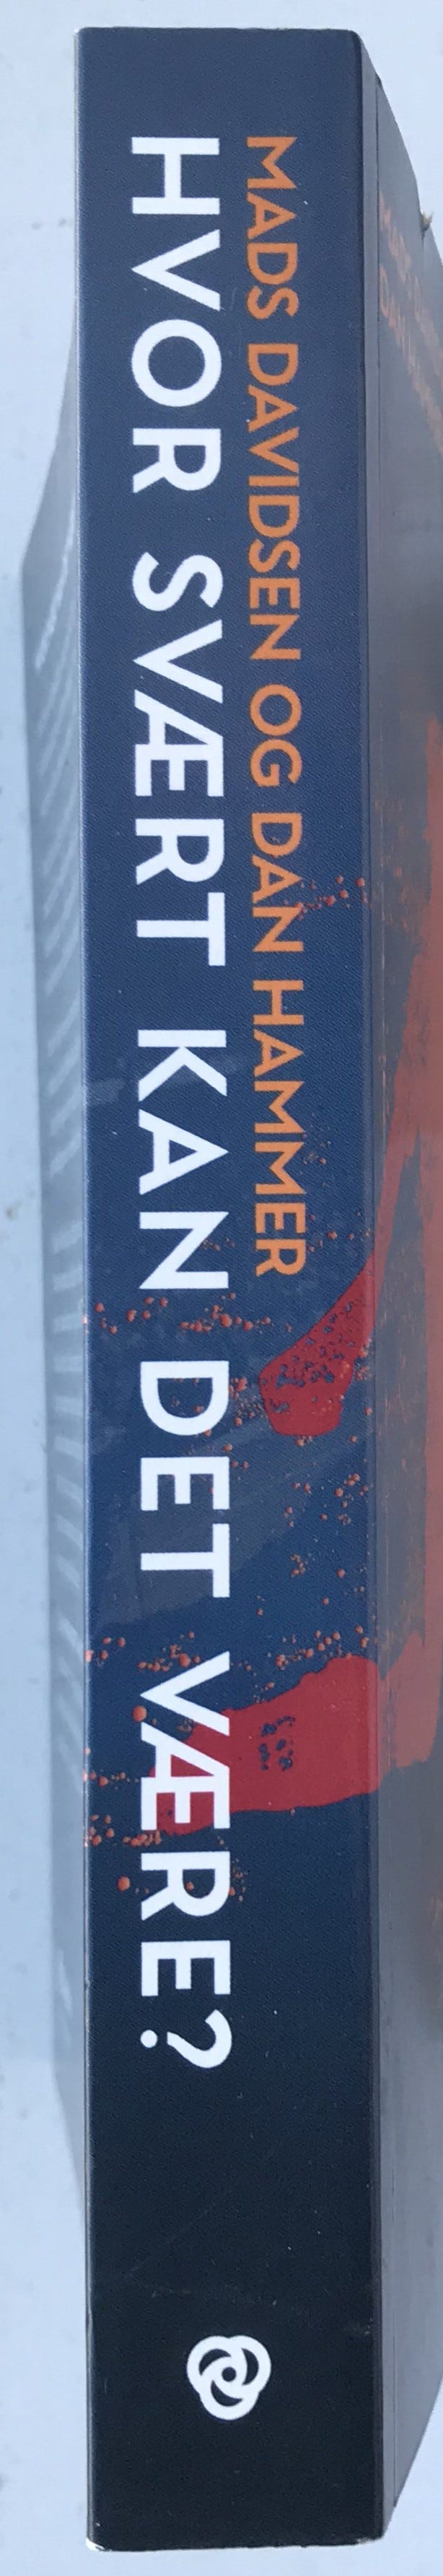 MADS DAVIDSEN OG DAN HAMMER
HVOR SVÆRT KAN DET VÆRE?